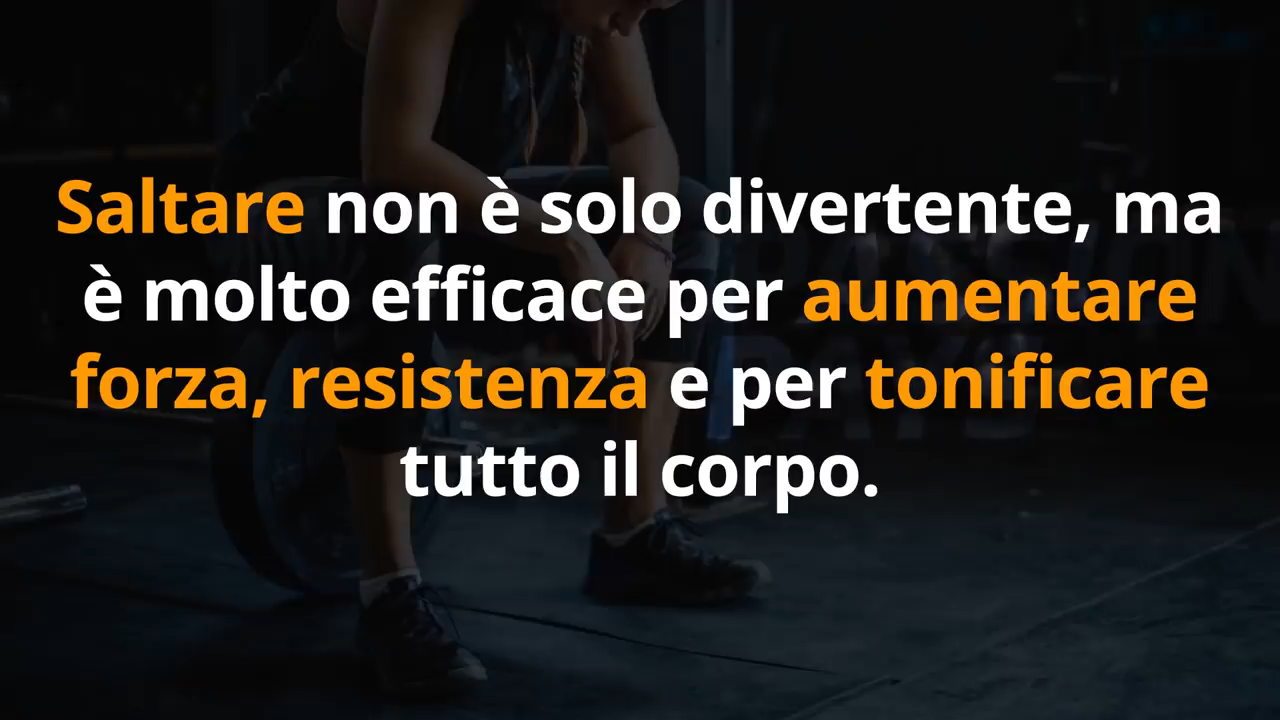 Saltare non è solo divertente, ma
è molto efficace per aumentare
forza, resistenza e per tonificare
tutto il corpo.